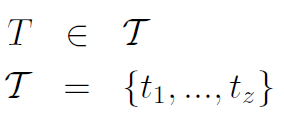 T ∈ 𝒯
𝒯 = {t₁, ..., t_z}